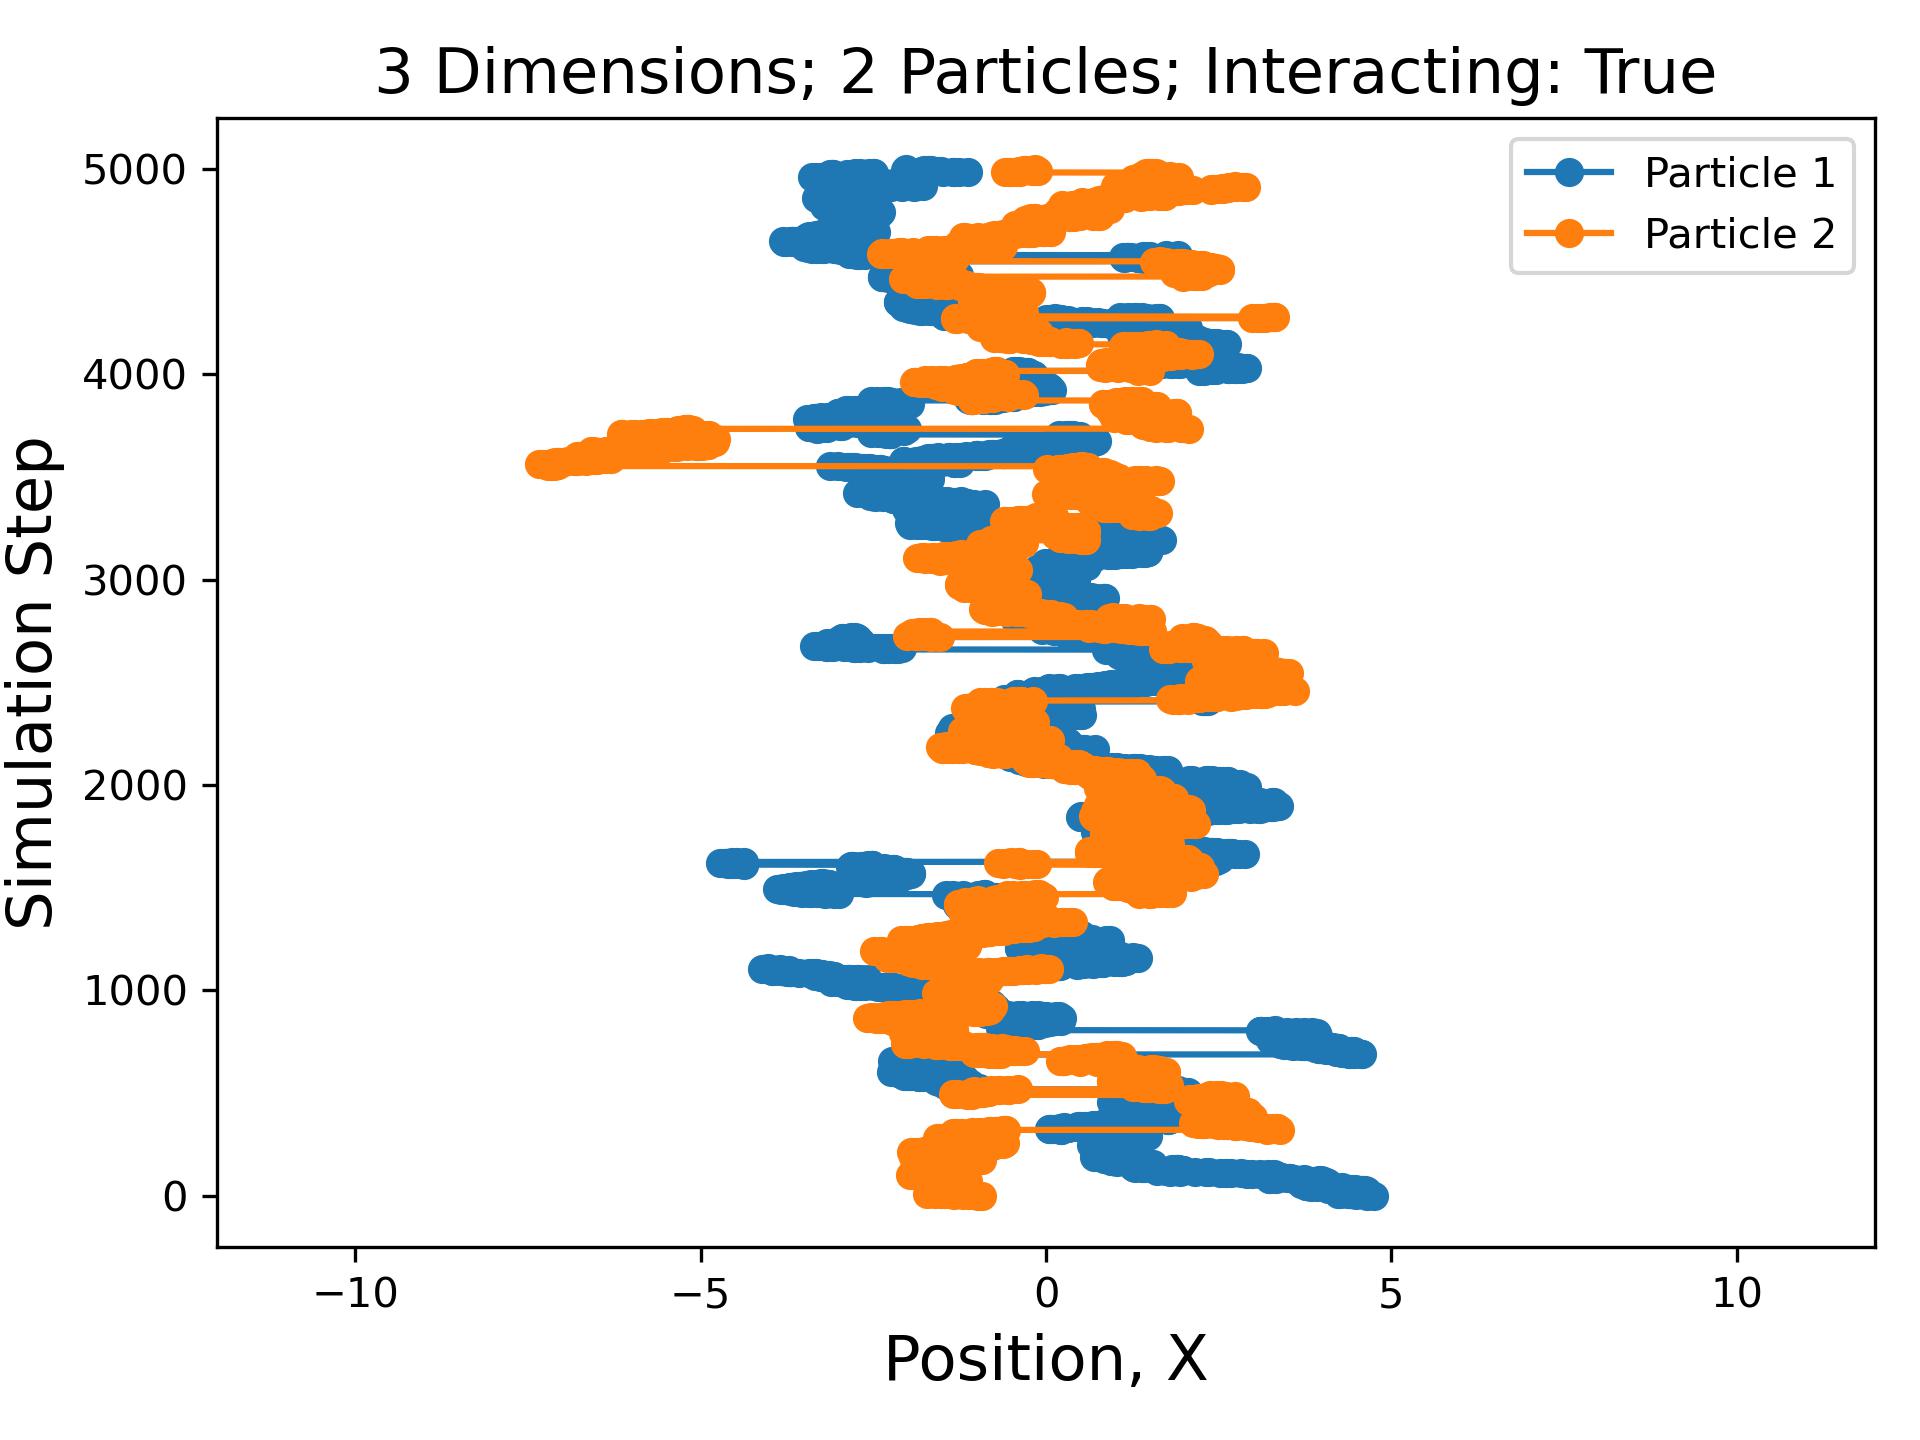 3 Dimensions; 2 Particles; Interacting: True
Particle 1
Particle 2
Simulation Step
5000
4000
3000
2000
1000
0
−10
−5
0
5
10
Position, X